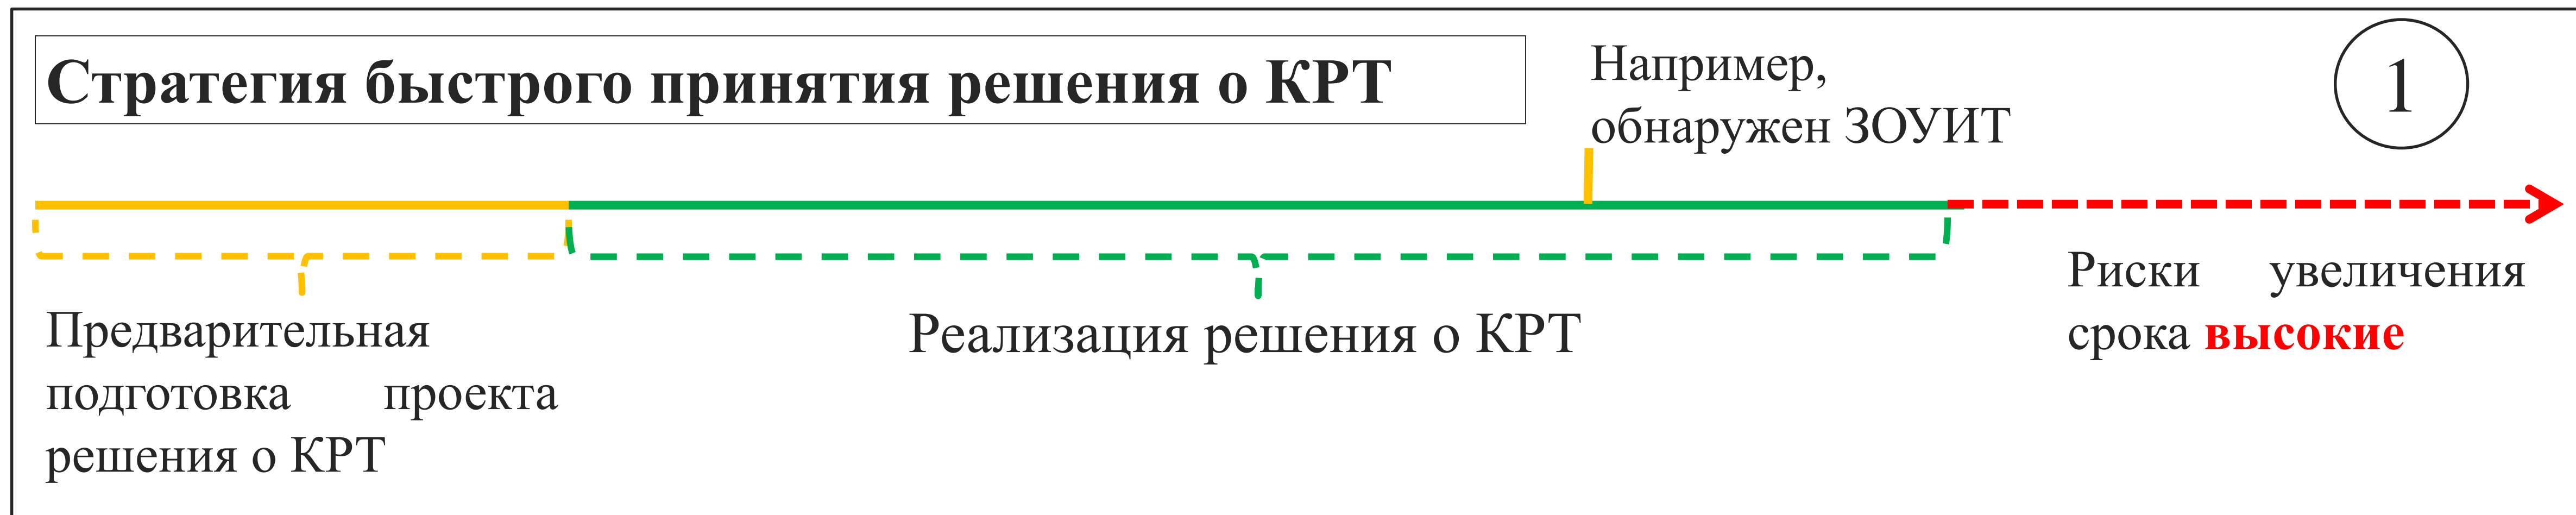 Стратегия быстрого принятия решения о КРТ
Например,
обнаружен ЗОУИТ
1
Предварительная
подготовка проекта
решения о КРТ
Реализация решения о КРТ
Риски увеличения
срока высокие